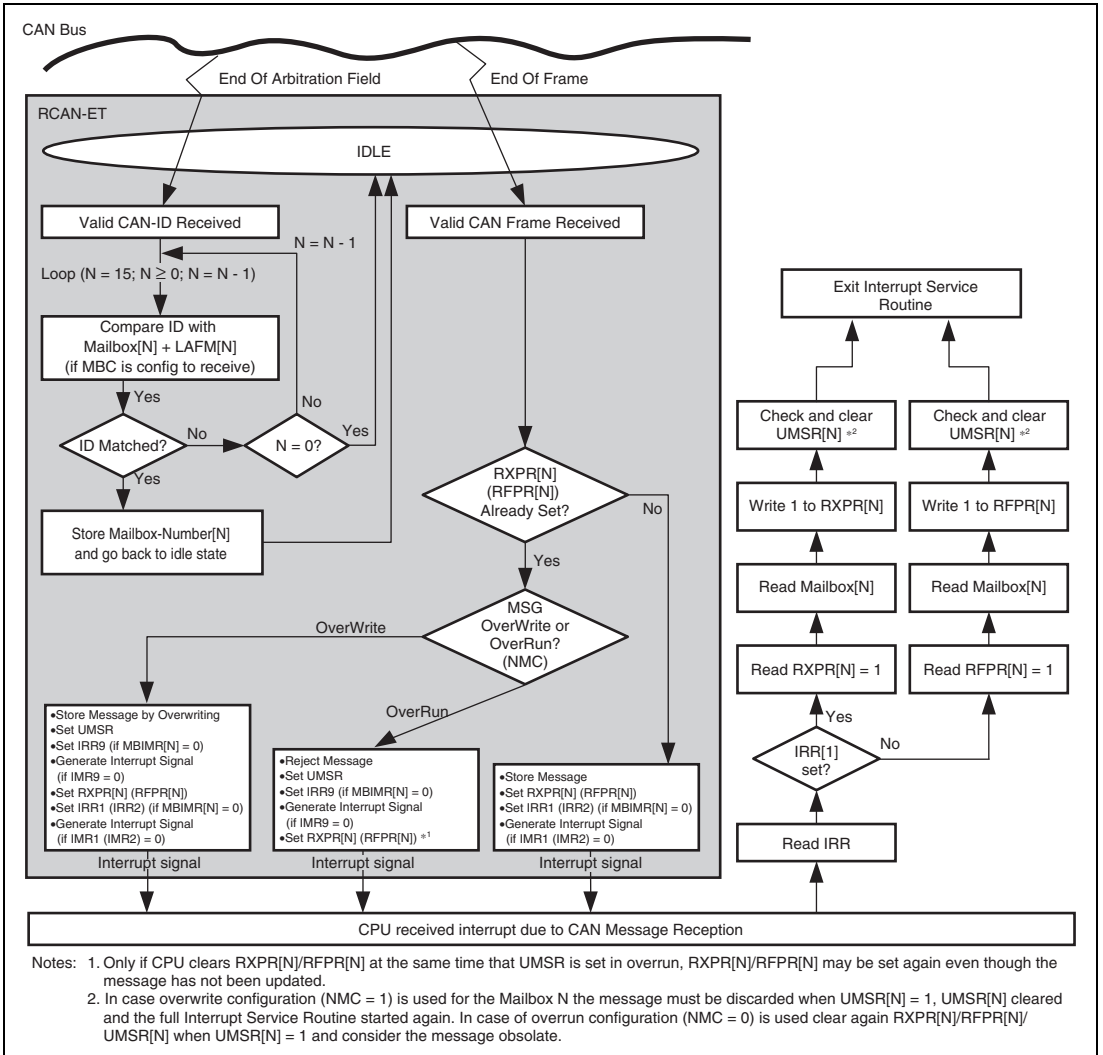 CAN Bus
End Of Arbitration Field
End Of Frame
RCAN-ET
IDLE
Valid CAN-ID Received
Valid CAN Frame Received
N = N - 1
Loop (N = 15; N ≥ 0; N = N - 1)
Compare ID with
Mailbox[N] + LAFM[N]
(if MBC is config to receive)
Yes
No
ID Matched?
No
N = 0?
Yes
Yes
Store Mailbox-Number[N]
and go back to idle state
RXPR[N]
(RFPR[N])
Already Set?
No
Yes
MSG
OverWrite or
OverRun?
(NMC)
OverWrite
OverRun
•Store Message by Overwriting
•Set UMSR
•Set IRR9 (if MBIMR[N] = 0)
•Generate Interrupt Signal
(if IMR9 = 0)
•Set RXPR[N] (RFPR[N])
•Set IRR1 (IRR2) (if MBIMR[N] = 0)
•Generate Interrupt Signal
(if IMR1 (IMR2) = 0)
•Reject Message
•Set UMSR
•Set IRR9 (if MBIMR[N] = 0)
•Generate Interrupt Signal
(if IMR9 = 0)
•Set RXPR[N] (RFPR[N]) *1
•Store Message
•Set RXPR[N] (RFPR[N])
•Set IRR1 (IRR2) (if MBIMR[N] = 0)
•Generate Interrupt Signal
(if IMR1 (IMR2) = 0)
Interrupt signal
Interrupt signal
Interrupt signal
Exit Interrupt Service
Routine
Check and clear
UMSR[N] *2
Check and clear
UMSR[N] *2
Write 1 to RXPR[N]
Write 1 to RFPR[N]
Read Mailbox[N]
Read Mailbox[N]
Read RXPR[N] = 1
Read RFPR[N] = 1
Yes
IRR[1]
set?
No
Read IRR
CPU received interrupt due to CAN Message Reception
Notes: 1. Only if CPU clears RXPR[N]/RFPR[N] at the same time that UMSR is set in overrun, RXPR[N]/RFPR[N] may be set again even though the
message has not been updated.
2. In case overwrite configuration (NMC = 1) is used for the Mailbox N the message must be discarded when UMSR[N] = 1, UMSR[N] cleared
and the full Interrupt Service Routine started again. In case of overrun configuration (NMC = 0) is used clear again RXPR[N]/RFPR[N]/
UMSR[N] when UMSR[N] = 1 and consider the message obsolate.